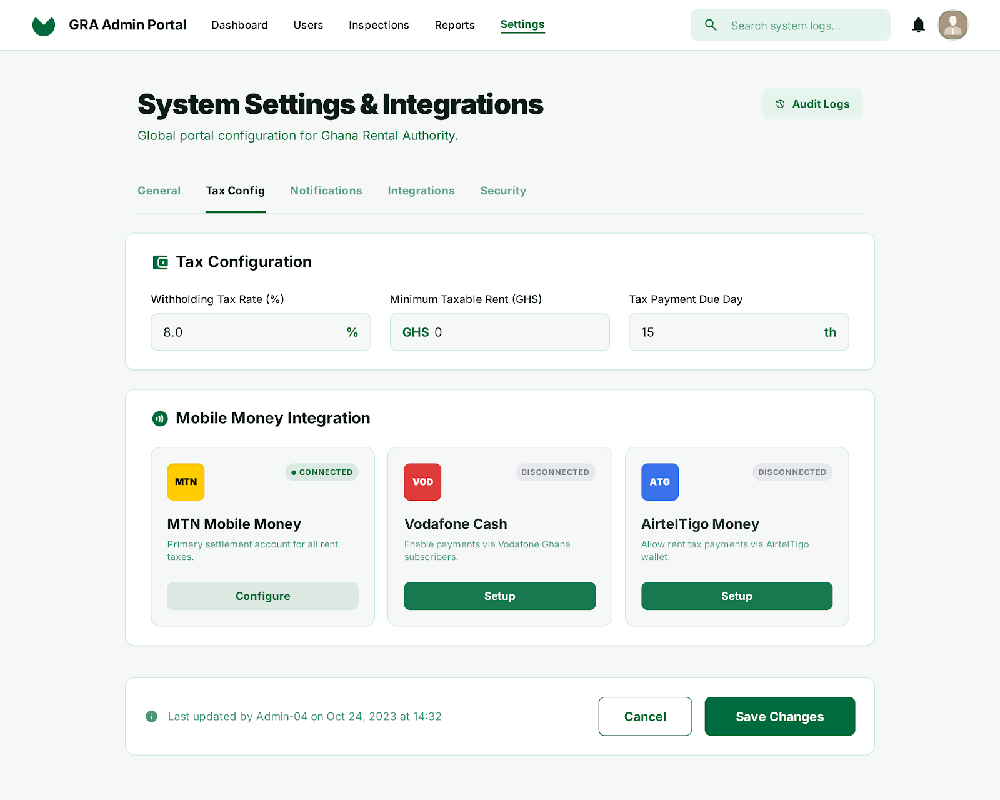 GRA Admin Portal
Dashboard
Users
Inspections
Reports
Settings
Search system logs...
System Settings & Integrations
Audit Logs
Global portal configuration for Ghana Rental Authority.
General
Tax Config
Notifications
Integrations
Security
Tax Configuration
Withholding Tax Rate (%)
8.0 %
Minimum Taxable Rent (GHS)
GHS 0
Tax Payment Due Day
15 th
Mobile Money Integration
MTN
CONNECTED
MTN Mobile Money
Primary settlement account for all rent
taxes.
Configure
VOD
DISCONNECTED
Vodafone Cash
Enable payments via Vodafone Ghana
subscribers.
Setup
ATG
DISCONNECTED
AirtelTigo Money
Allow rent tax payments via AirtelTigo
wallet.
Setup
Last updated by Admin-04 on Oct 24, 2023 at 14:32
Cancel
Save Changes